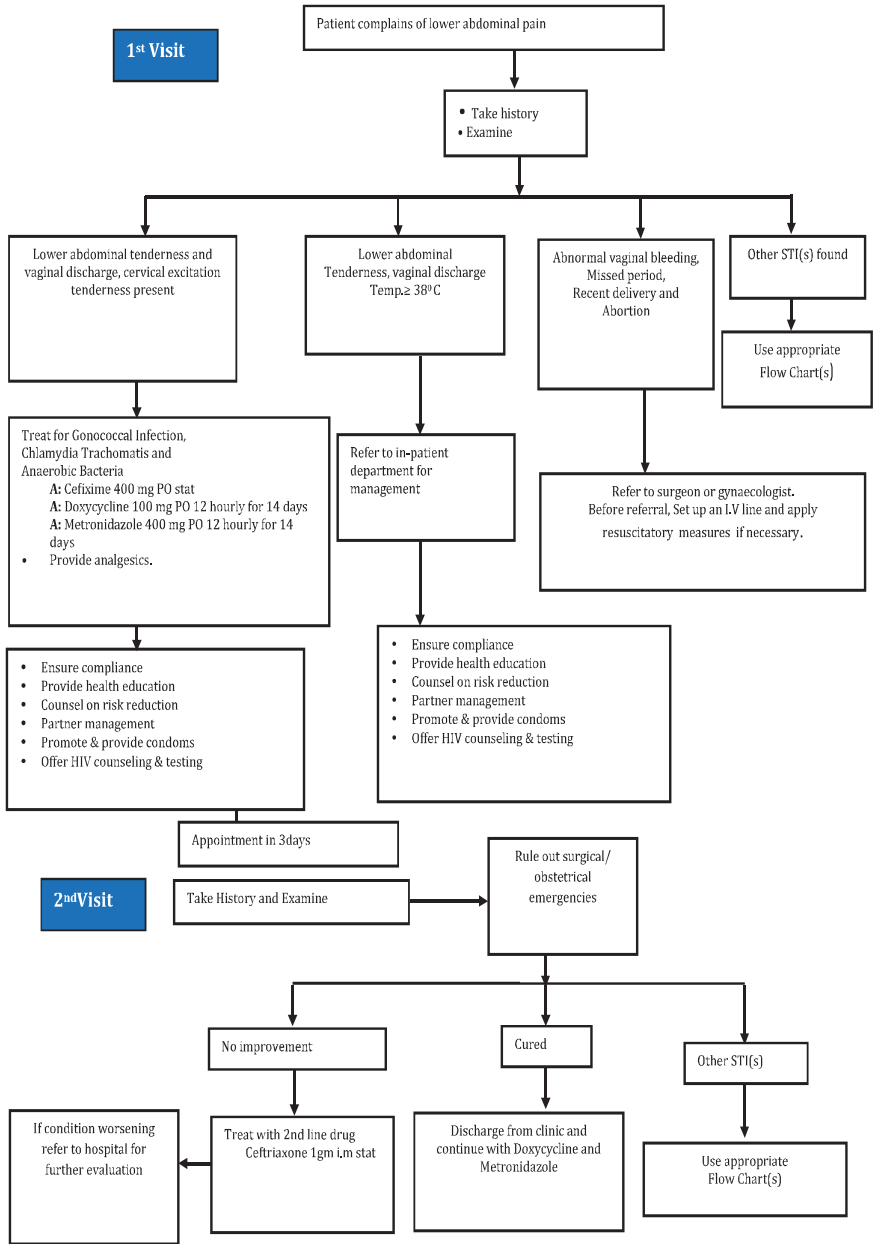 Patient complains of lower abdominal pain
1st Visit
• Take history
• Examine
Lower abdominal tenderness and
vaginal discharge, cervical excitation
tenderness present
Lower abdominal
Tenderness, vaginal discharge
Temp.≥ 38⁰ C
Abnormal vaginal bleeding,
Missed period,
Recent delivery and
Abortion
Other STI(s) found
Use appropriate
Flow Chart(s)
Treat for Gonococcal Infection,
Chlamydia Trachomatis and
Anaerobic Bacteria
A: Cefixime 400 mg PO stat
A: Doxycycline 100 mg PO 12 hourly for 14 days
A: Metronidazole 400 mg PO 12 hourly for 14
days
• Provide analgesics.
Refer to in-patient
department for
management
Refer to surgeon or gynaecologist.
Before referral, Set up an I.V line and apply
resuscitatory measures if necessary.
• Ensure compliance
• Provide health education
• Counsel on risk reduction
• Partner management
• Promote & provide condoms
• Offer HIV counseling & testing
• Ensure compliance
• Provide health education
• Counsel on risk reduction
• Partner management
• Promote & provide condoms
• Offer HIV counseling & testing
Appointment in 3days
2ndVisit
Take History and Examine
Rule out surgical/
obstetrical
emergencies
No improvement
Cured
Other STI(s)
If condition worsening
refer to hospital for
further evaluation
Treat with 2nd line drug
Ceftriaxone 1gm i.m stat
Discharge from clinic and
continue with Doxycycline and
Metronidazole
Use appropriate
Flow Chart(s)